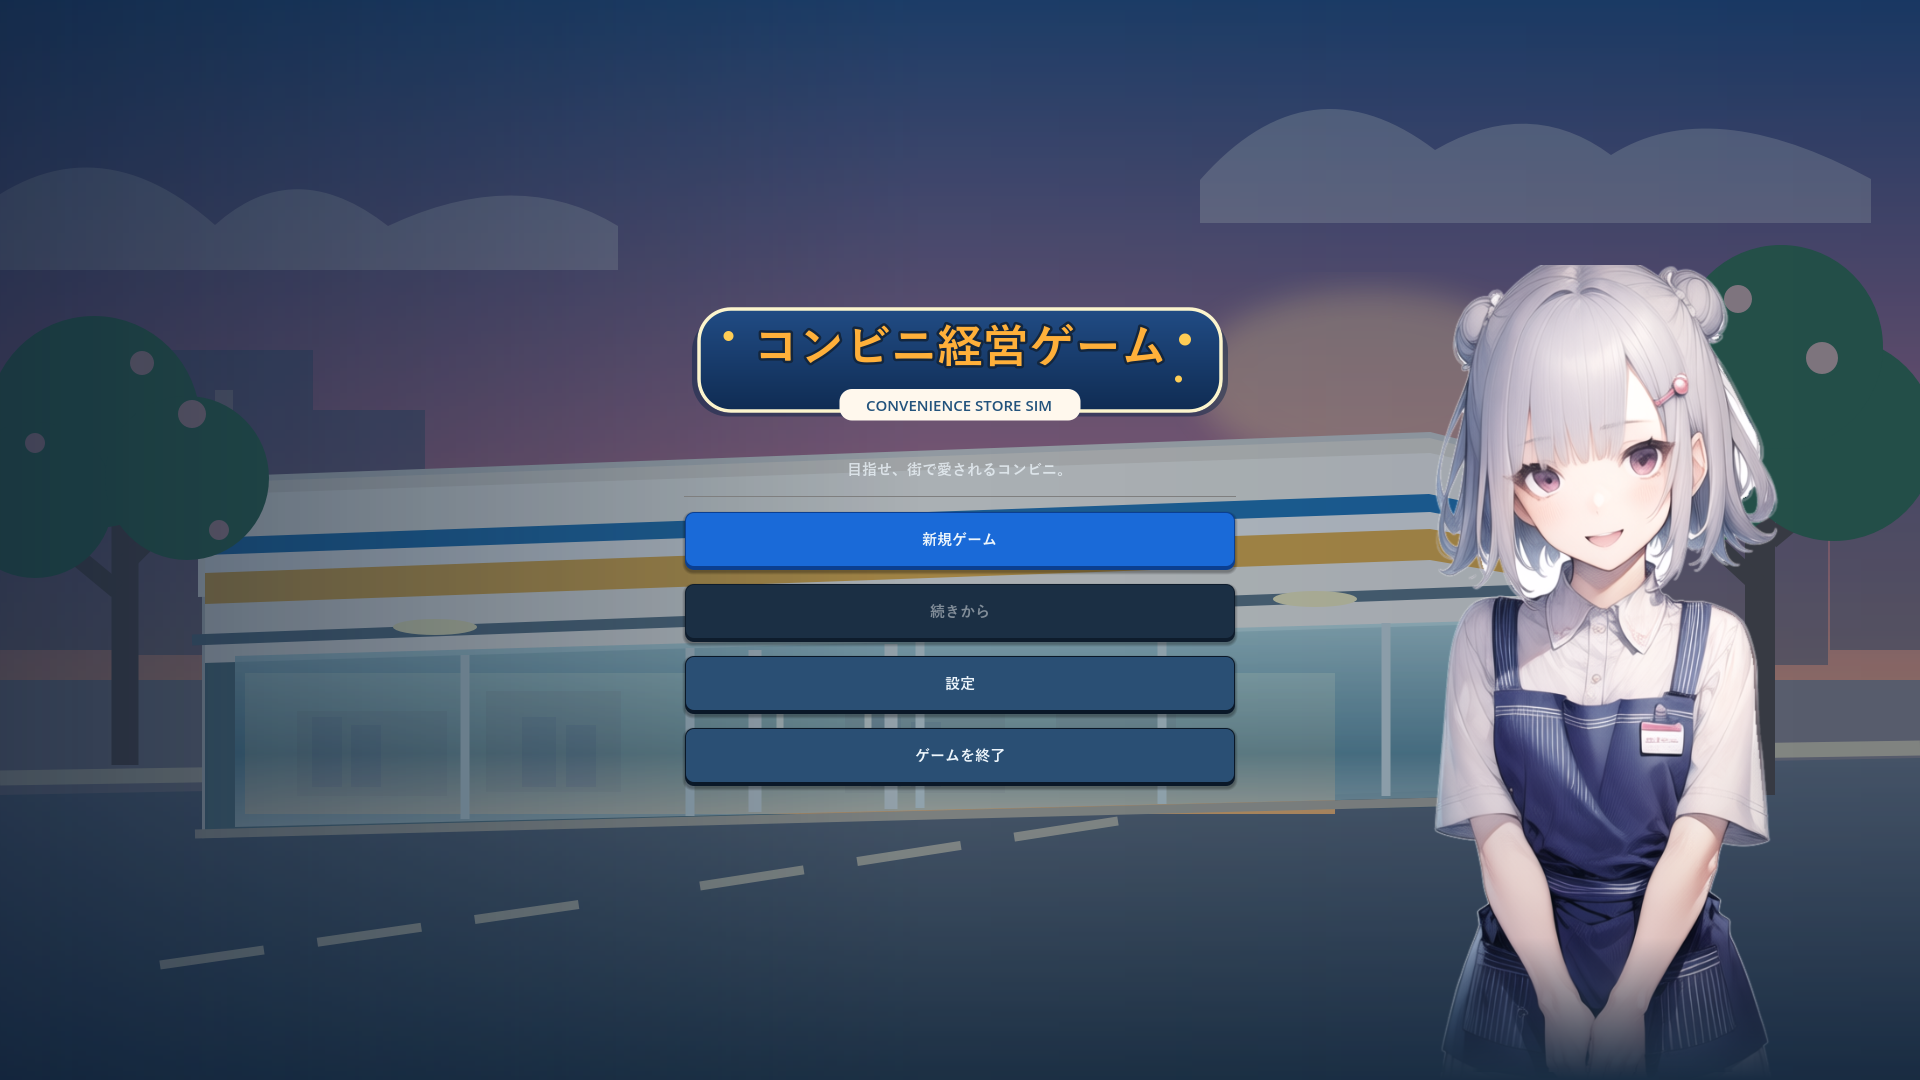 コンビニ経営ゲーム
CONVENIENCE STORE SIM
目指せ、街で愛されるコンビニ。
新規ゲーム
続きから
設定
ゲームを終了